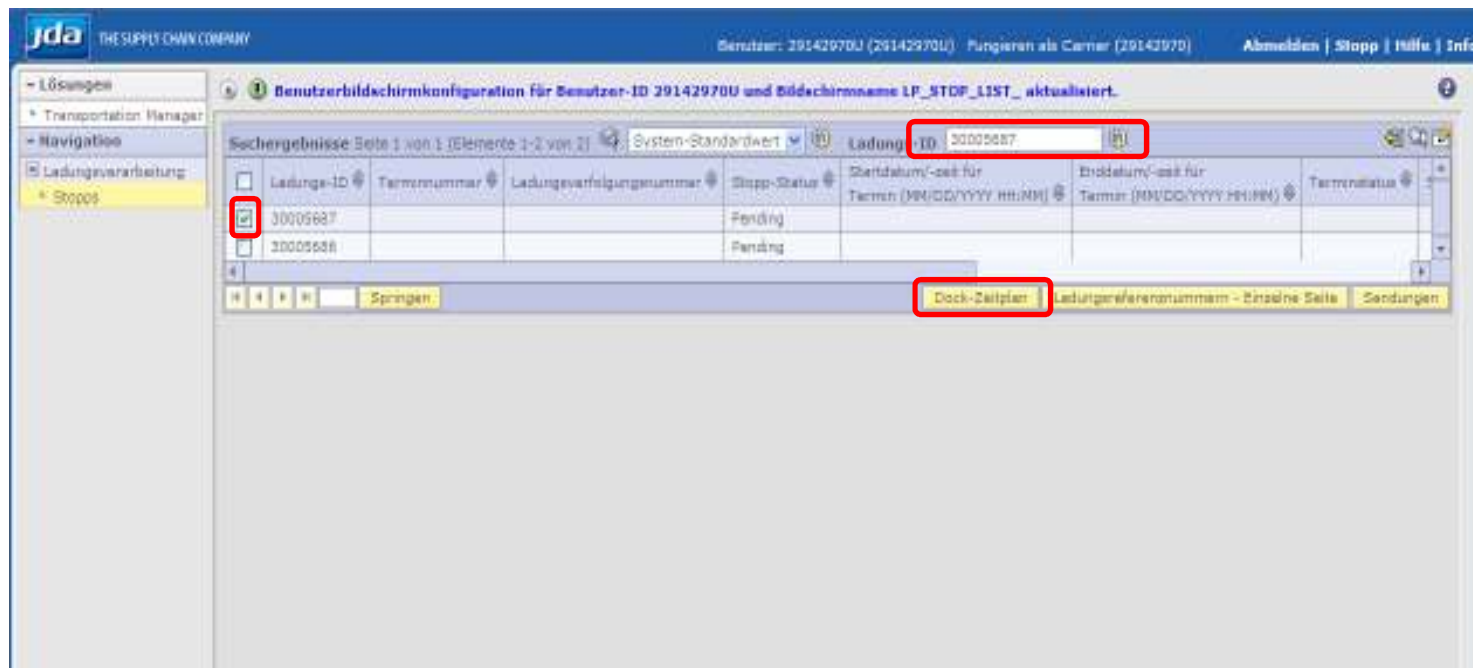 jda THE SUPPLY CHAIN COMPANY
Benutzer: 29142970U (29142970U) Fungieren als Carrier (29142970) Abmelden | Stopp | Hilfe | Info
Lösungen
Transportation Manager
Navigation
Ladungsverarbeitung
Stopps
Benutzerbildschirmkonfiguration für Benutzer-ID 29142970U und Bildschirmname LP_STOP_LIST_ aktualisiert.
Suchergebnisse Seite 1 von 1 (Elemente 1-2 von 2) System-Standardwert Ladungs-ID 30005687
Ladungs-ID Terminnummer Ladungsverfolgungsnummer Stopp-Status Startdatum/-zeit für Termin (MM/DD/YYYY HH:MM) Enddatum/-zeit für Termin (MM/DD/YYYY HH:MM) Terminstatus
30005687 Pending
30005686 Pending
Springen Dock-Zeitplan Ladungsreferenznummern - Einzelne Seite Sendungen